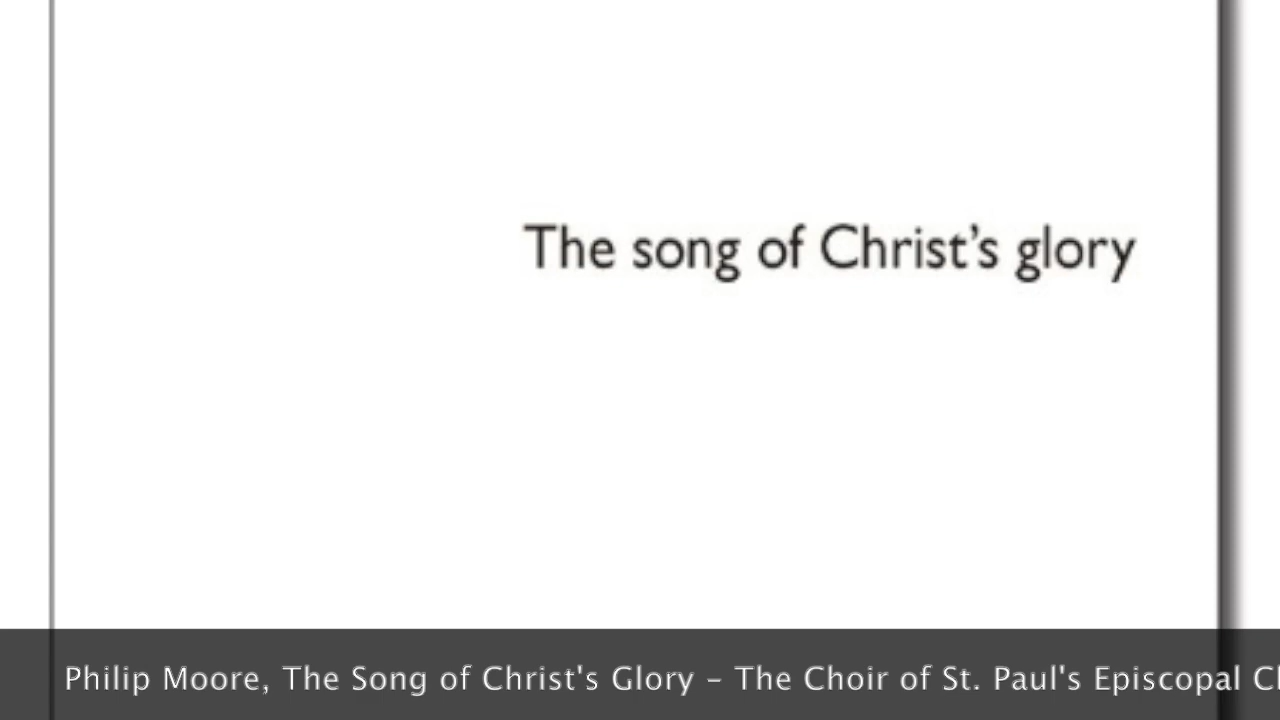 The song of Christ’s glory
Philip Moore, The Song of Christ's Glory – The Choir of St. Paul's Episcopal